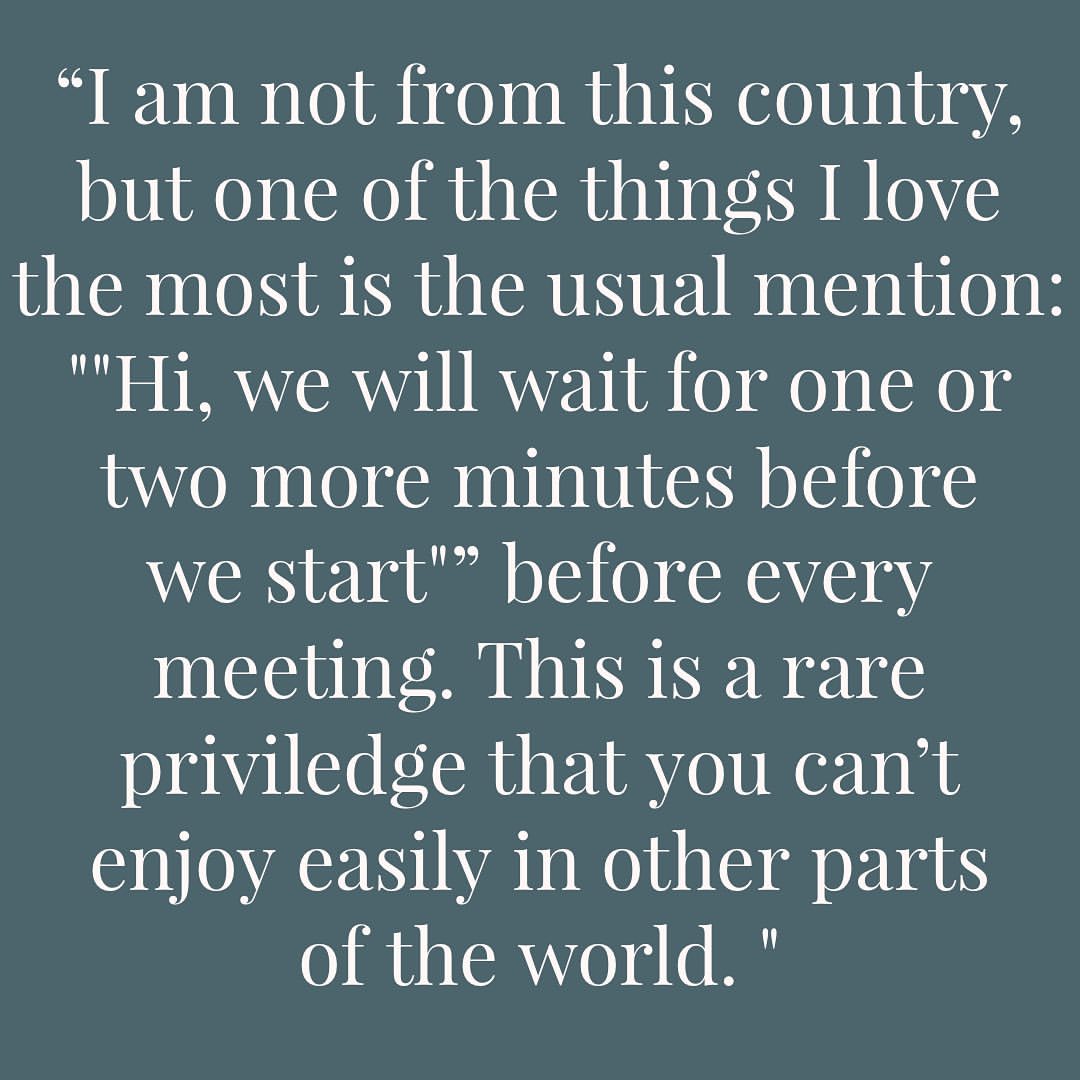 “I am not from this country,
but one of the things I love
the most is the usual mention:
""Hi, we will wait for one or
two more minutes before
we start"” before every
meeting. This is a rare
priviledge that you can’t
enjoy easily in other parts
of the world. "